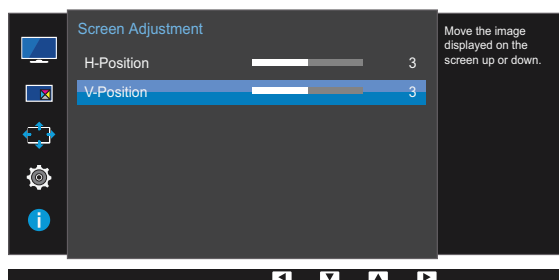 Screen Adjustment
Move the image
displayed on the
screen up or down.
H-Position 3
V-Position 3